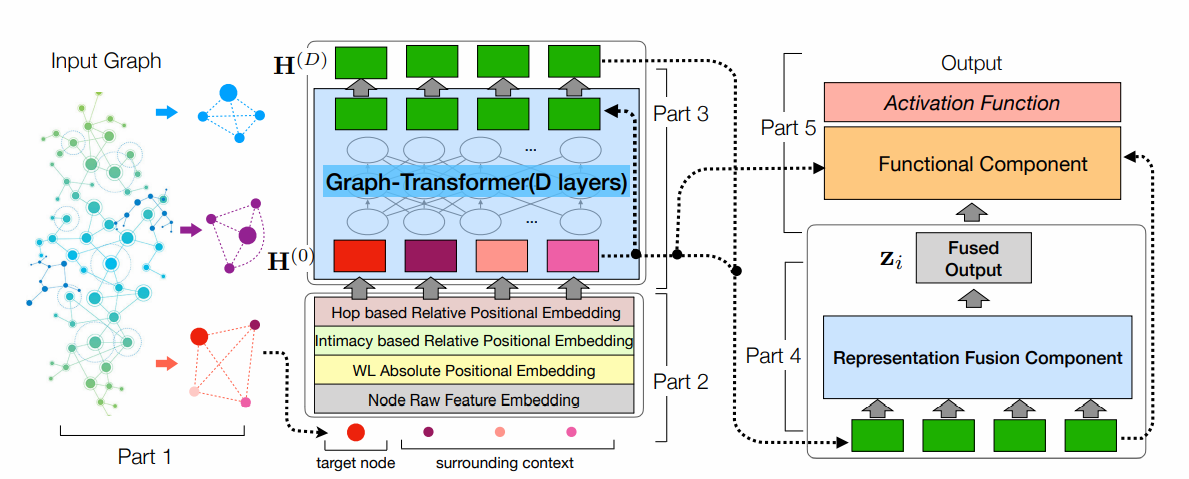 Input Graph
Part 1
H^(D)
...
Graph-Transformer(D layers)
...
H^(0)
Part 3
Hop based Relative Positional Embedding
Intimacy based Relative Positional Embedding
WL Absolute Positional Embedding
Node Raw Feature Embedding
Part 2
target node
surrounding context
Output
Activation Function
Part 5
Functional Component
z_i
Fused
Output
Part 4
Representation Fusion Component